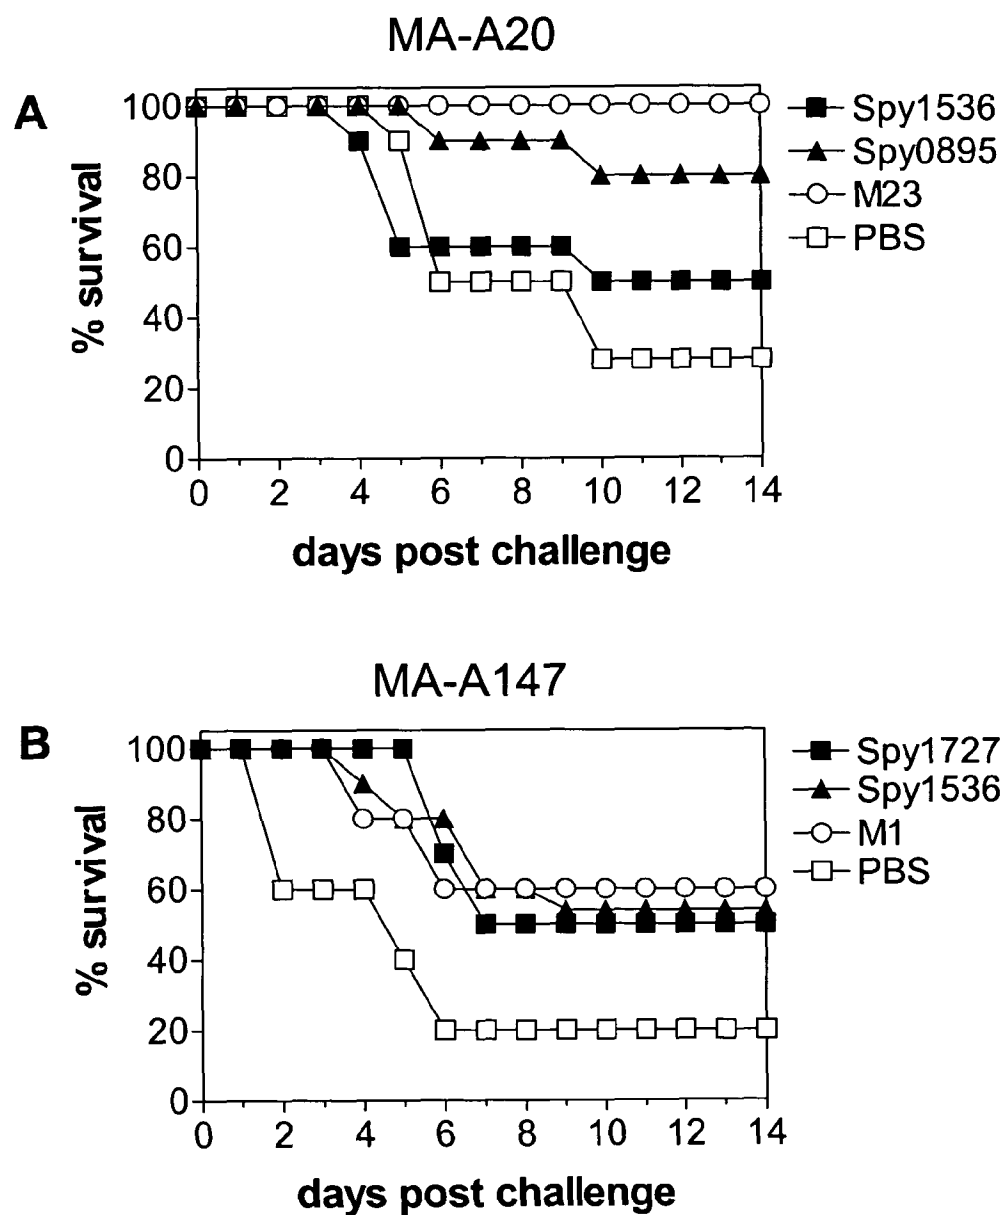 MA-A20
A
% survival
100
80
60
40
20
0
0 2 4 6 8 10 12 14
days post challenge
Spy1536
Spy0895
M23
PBS
MA-A147
B
% survival
100
80
60
40
20
0
0 2 4 6 8 10 12 14
days post challenge
Spy1727
Spy1536
M1
PBS